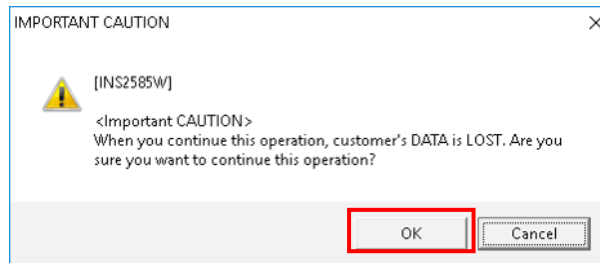 IMPORTANT CAUTION
[INS2585W]
<Important CAUTION>
When you continue this operation, customer's DATA is LOST. Are you
sure you want to continue this operation?
OK
Cancel